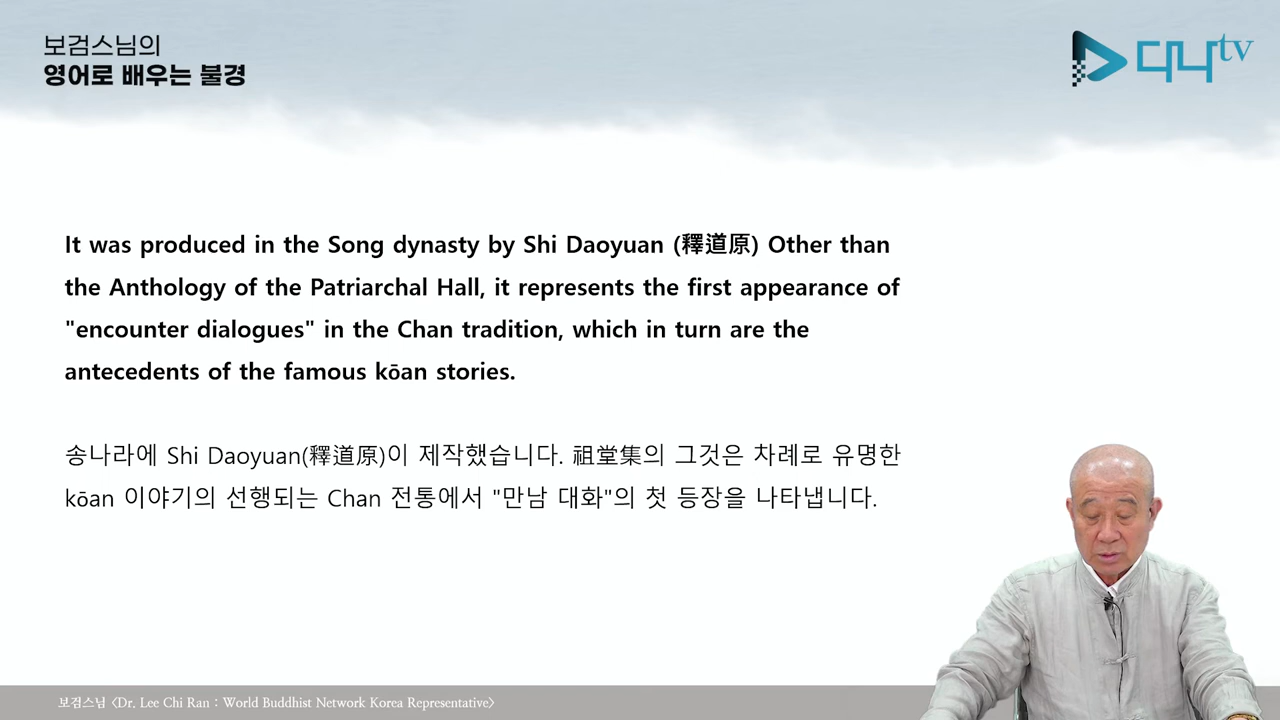 보검스님의
영어로 배우는 불경
다나tv
It was produced in the Song dynasty by Shi Daoyuan (釋道原) Other than
the Anthology of the Patriarchal Hall, it represents the first appearance of
"encounter dialogues" in the Chan tradition, which in turn are the
antecedents of the famous kōan stories.
송나라에 Shi Daoyuan(釋道原)이 제작했습니다. 祖堂集의 그것은 차례로 유명한
kōan 이야기의 선행되는 Chan 전통에서 "만남 대화"의 첫 등장을 나타냅니다.
보검스님 <Dr. Lee Chi Ran : World Buddhist Network Korea Representative>